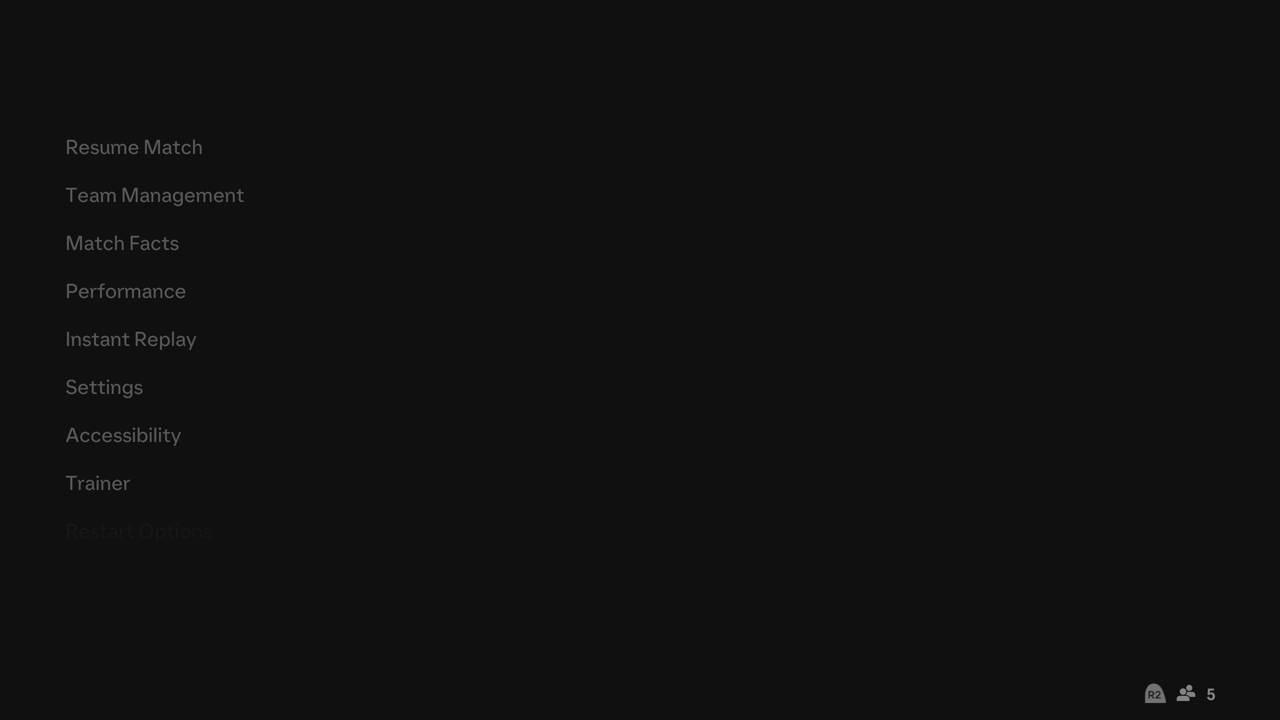 Resume Match
Team Management
Match Facts
Performance
Instant Replay
Settings
Accessibility
Trainer
Restart Options
R2 5